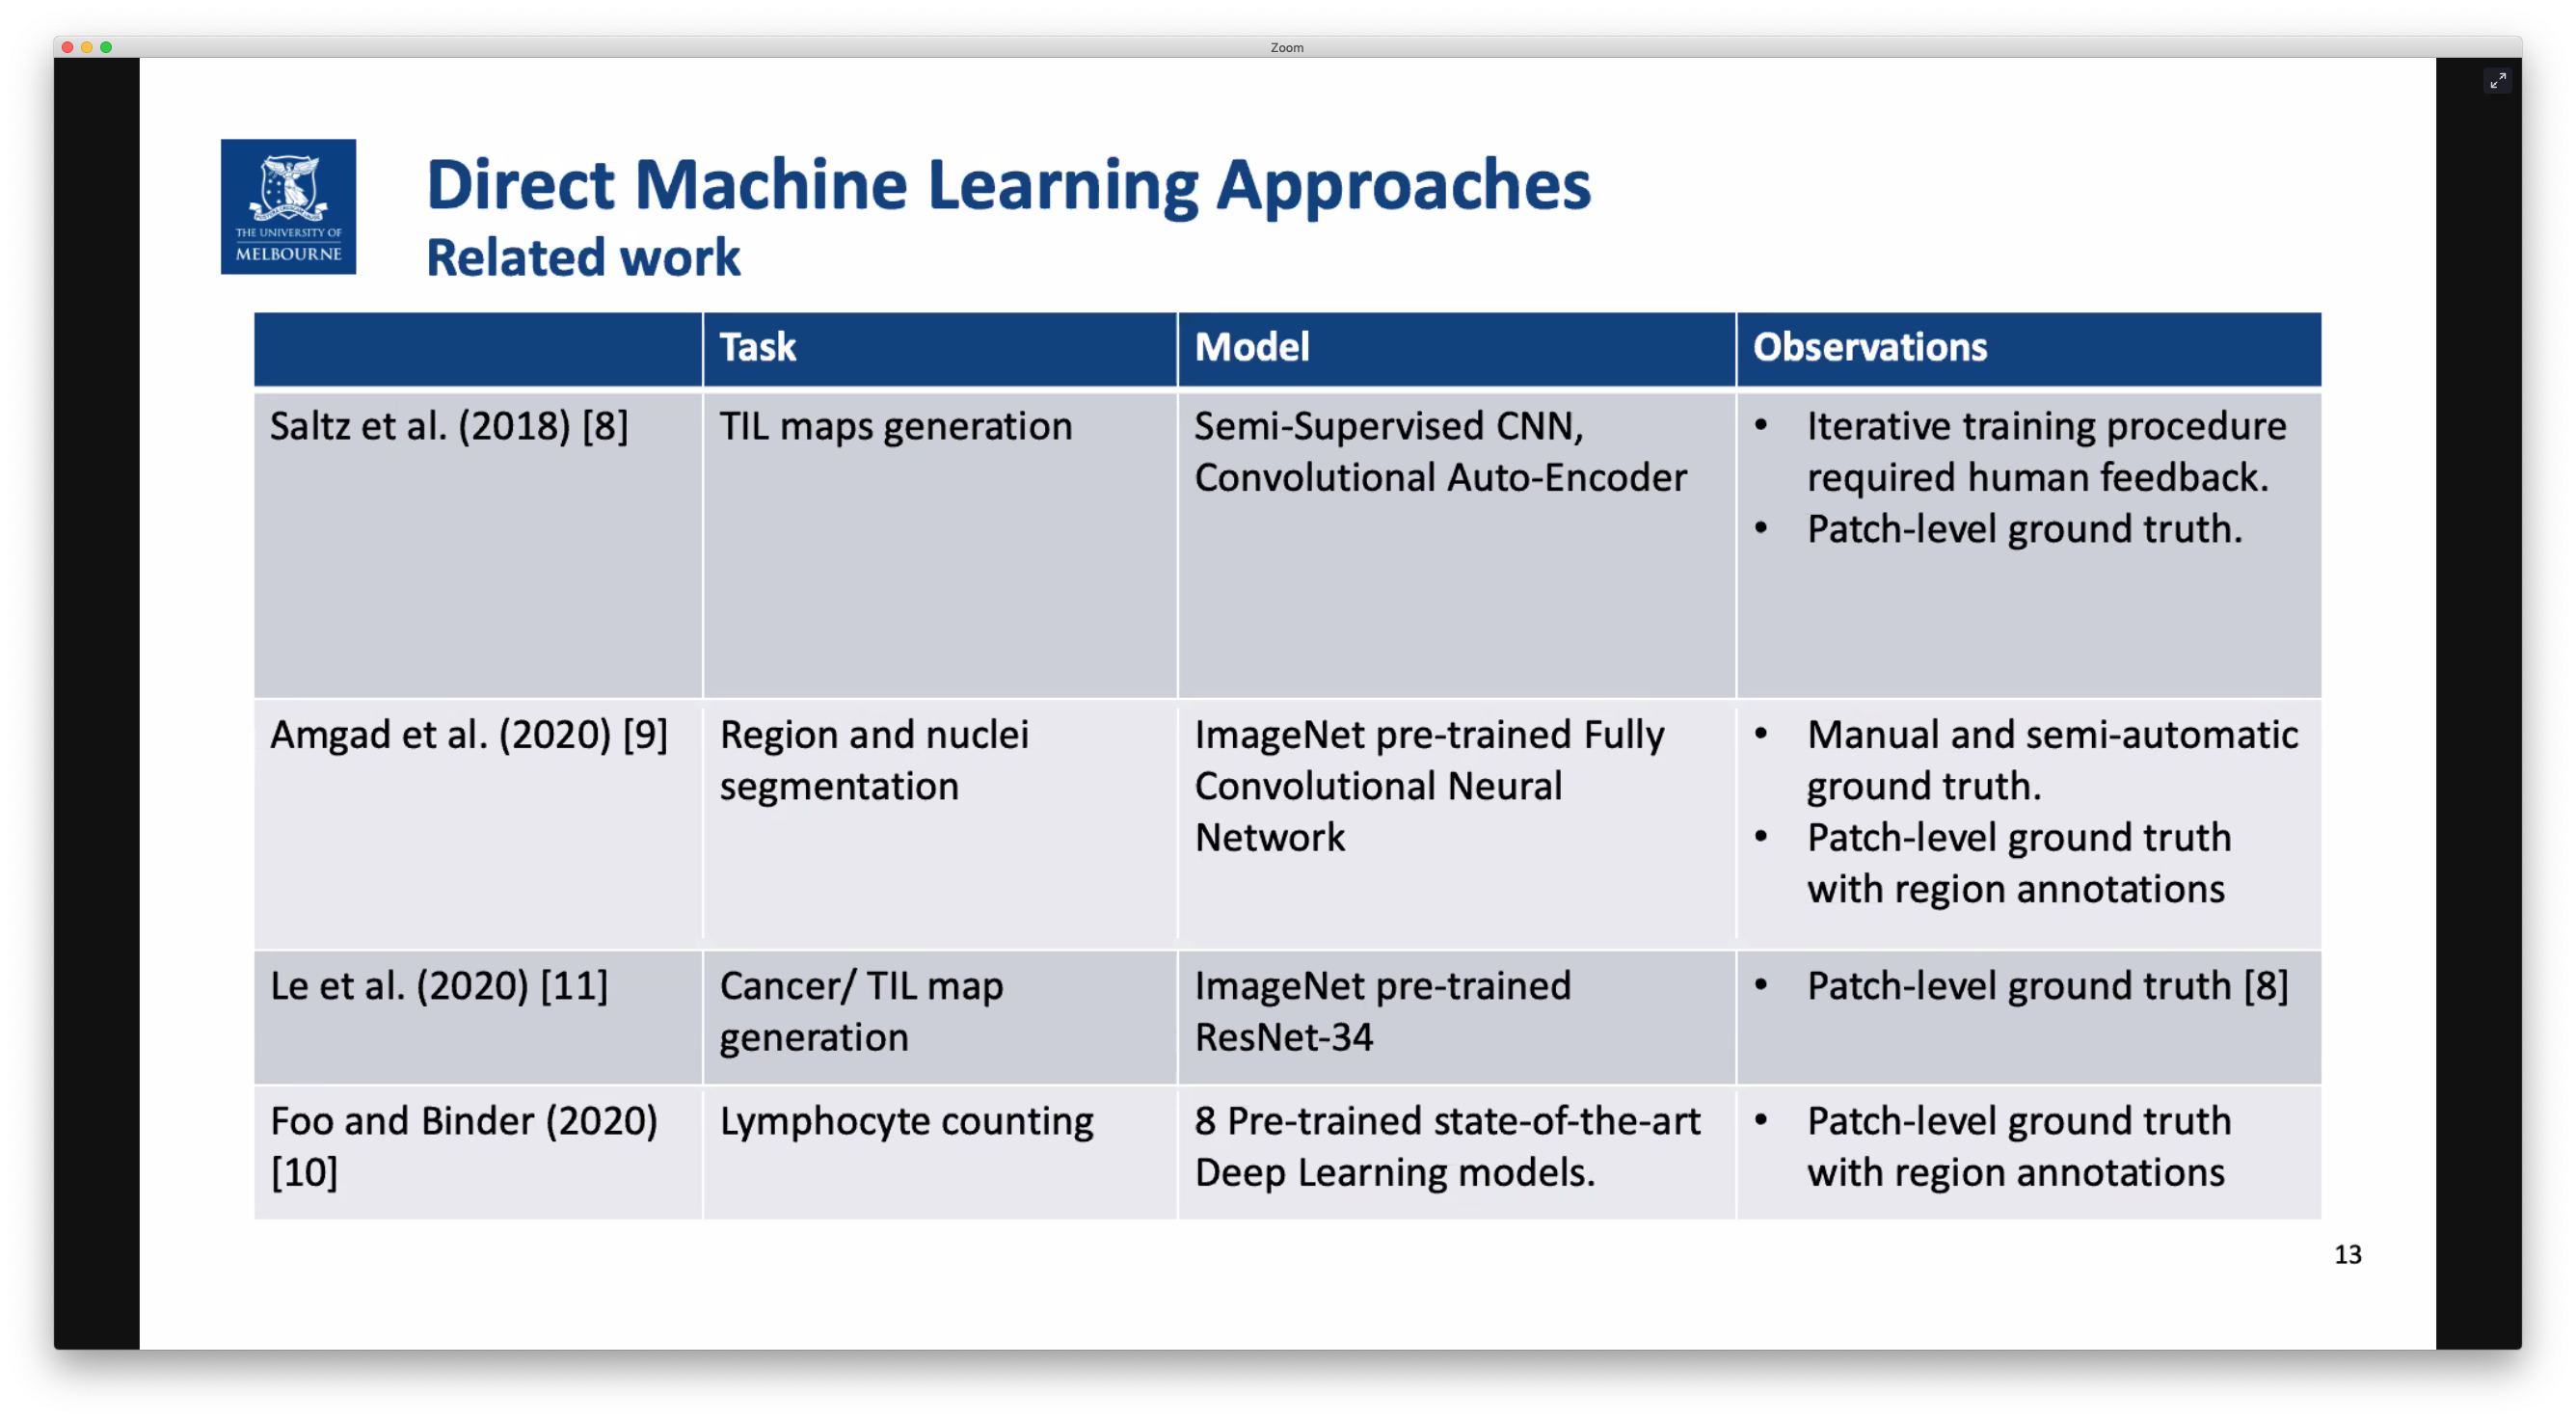 Zoom
THE UNIVERSITY OF
MELBOURNE
Direct Machine Learning Approaches
Related work
Task
Model
Observations
Saltz et al. (2018) [8]
TIL maps generation
Semi-Supervised CNN,
Convolutional Auto-Encoder
• Iterative training procedure
required human feedback.
• Patch-level ground truth.
Amgad et al. (2020) [9]
Region and nuclei
segmentation
ImageNet pre-trained Fully
Convolutional Neural
Network
• Manual and semi-automatic
ground truth.
• Patch-level ground truth
with region annotations
Le et al. (2020) [11]
Cancer/ TIL map
generation
ImageNet pre-trained
ResNet-34
• Patch-level ground truth [8]
Foo and Binder (2020)
[10]
Lymphocyte counting
8 Pre-trained state-of-the-art
Deep Learning models.
• Patch-level ground truth
with region annotations
13